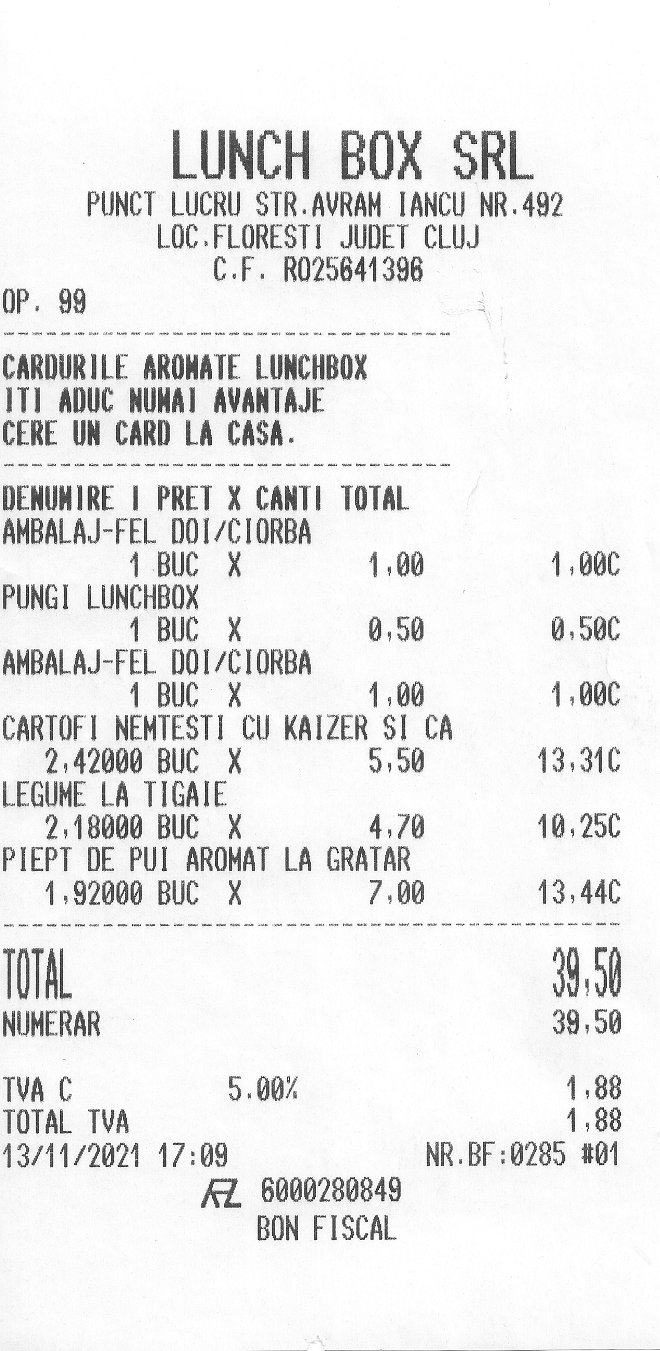 LUNCH BOX SRL
PUNCT LUCRU STR.AVRAM IANCU NR.492
LOC.FLORESTI JUDET CLUJ
C.F. RO25641396
OP. 99
CARDURILE AROMATE LUNCHBOX
ITI ADUC NUMAI AVANTAJE
CERE UN CARD LA CASA.
DENUMIRE I PRET X CANTI TOTAL
AMBALAJ-FEL DOI/CIORBA
1 BUC X 1,00 1,00C
PUNGI LUNCHBOX
1 BUC X 0,50 0,50C
AMBALAJ-FEL DOI/CIORBA
1 BUC X 1,00 1,00C
CARTOFI NEMTESTI CU KAIZER SI CA
2,42000 BUC X 5,50 13,31C
LEGUME LA TIGAIE
2,18000 BUC X 4,70 10,25C
PIEPT DE PUI AROMAT LA GRATAR
1,92000 BUC X 7,00 13,44C
TOTAL 39,50
NUMERAR 39,50
TVA C 5.00% 1,88
TOTAL TVA 1,88
13/11/2021 17:09 NR.BF:0285 #01
6000280849
BON FISCAL